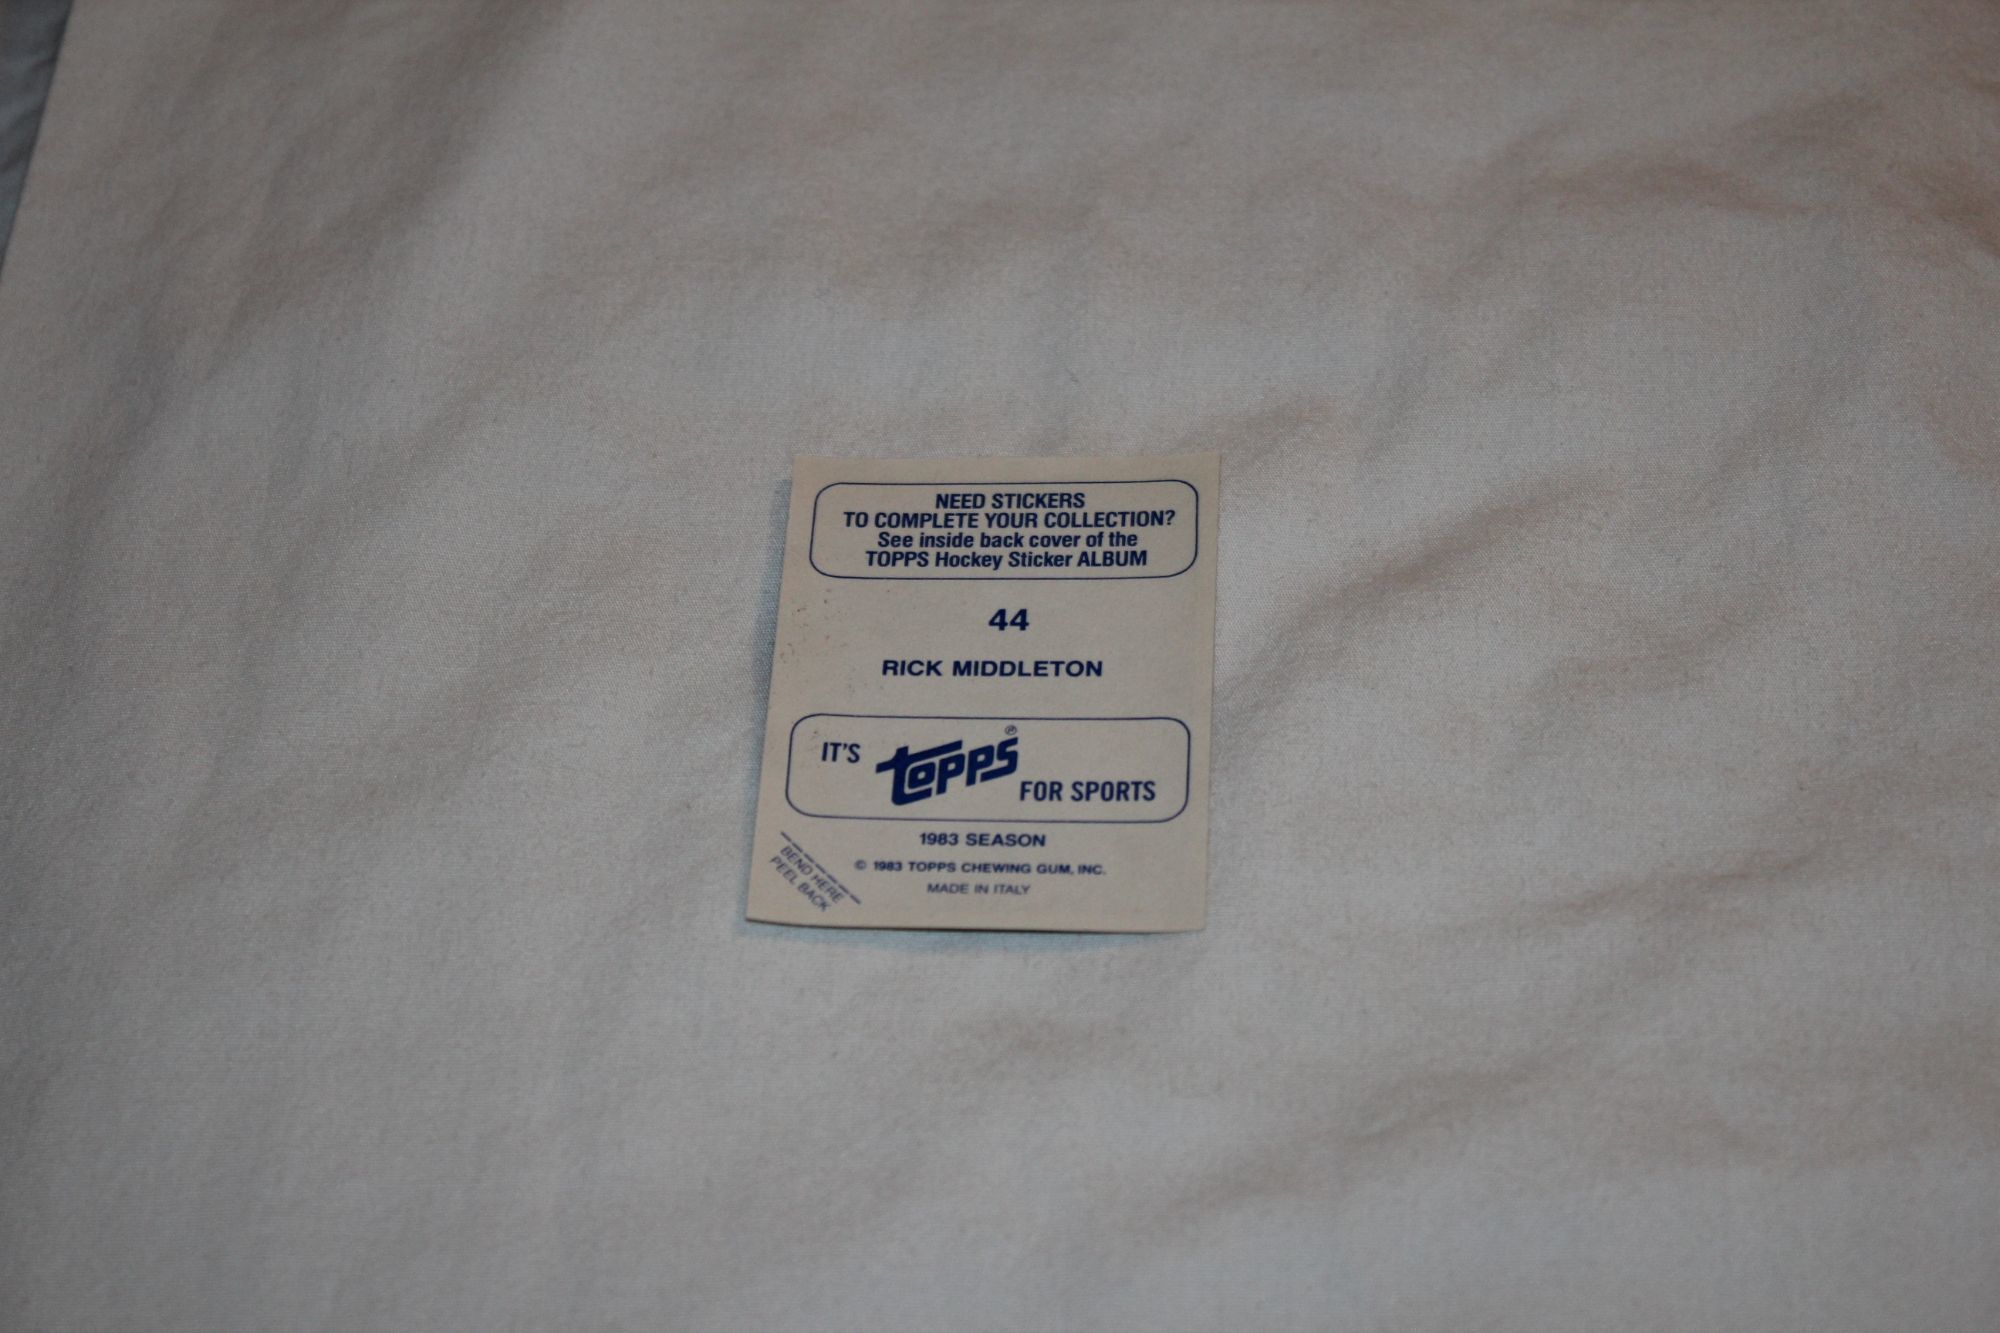 NEED STICKERS
TO COMPLETE YOUR COLLECTION?
See inside back cover of the
TOPPS Hockey Sticker ALBUM
44
RICK MIDDLETON
IT'S topps® FOR SPORTS
1983 SEASON
© 1983 TOPPS CHEWING GUM, INC.
MADE IN ITALY
BEND HERE
PEEL BACK